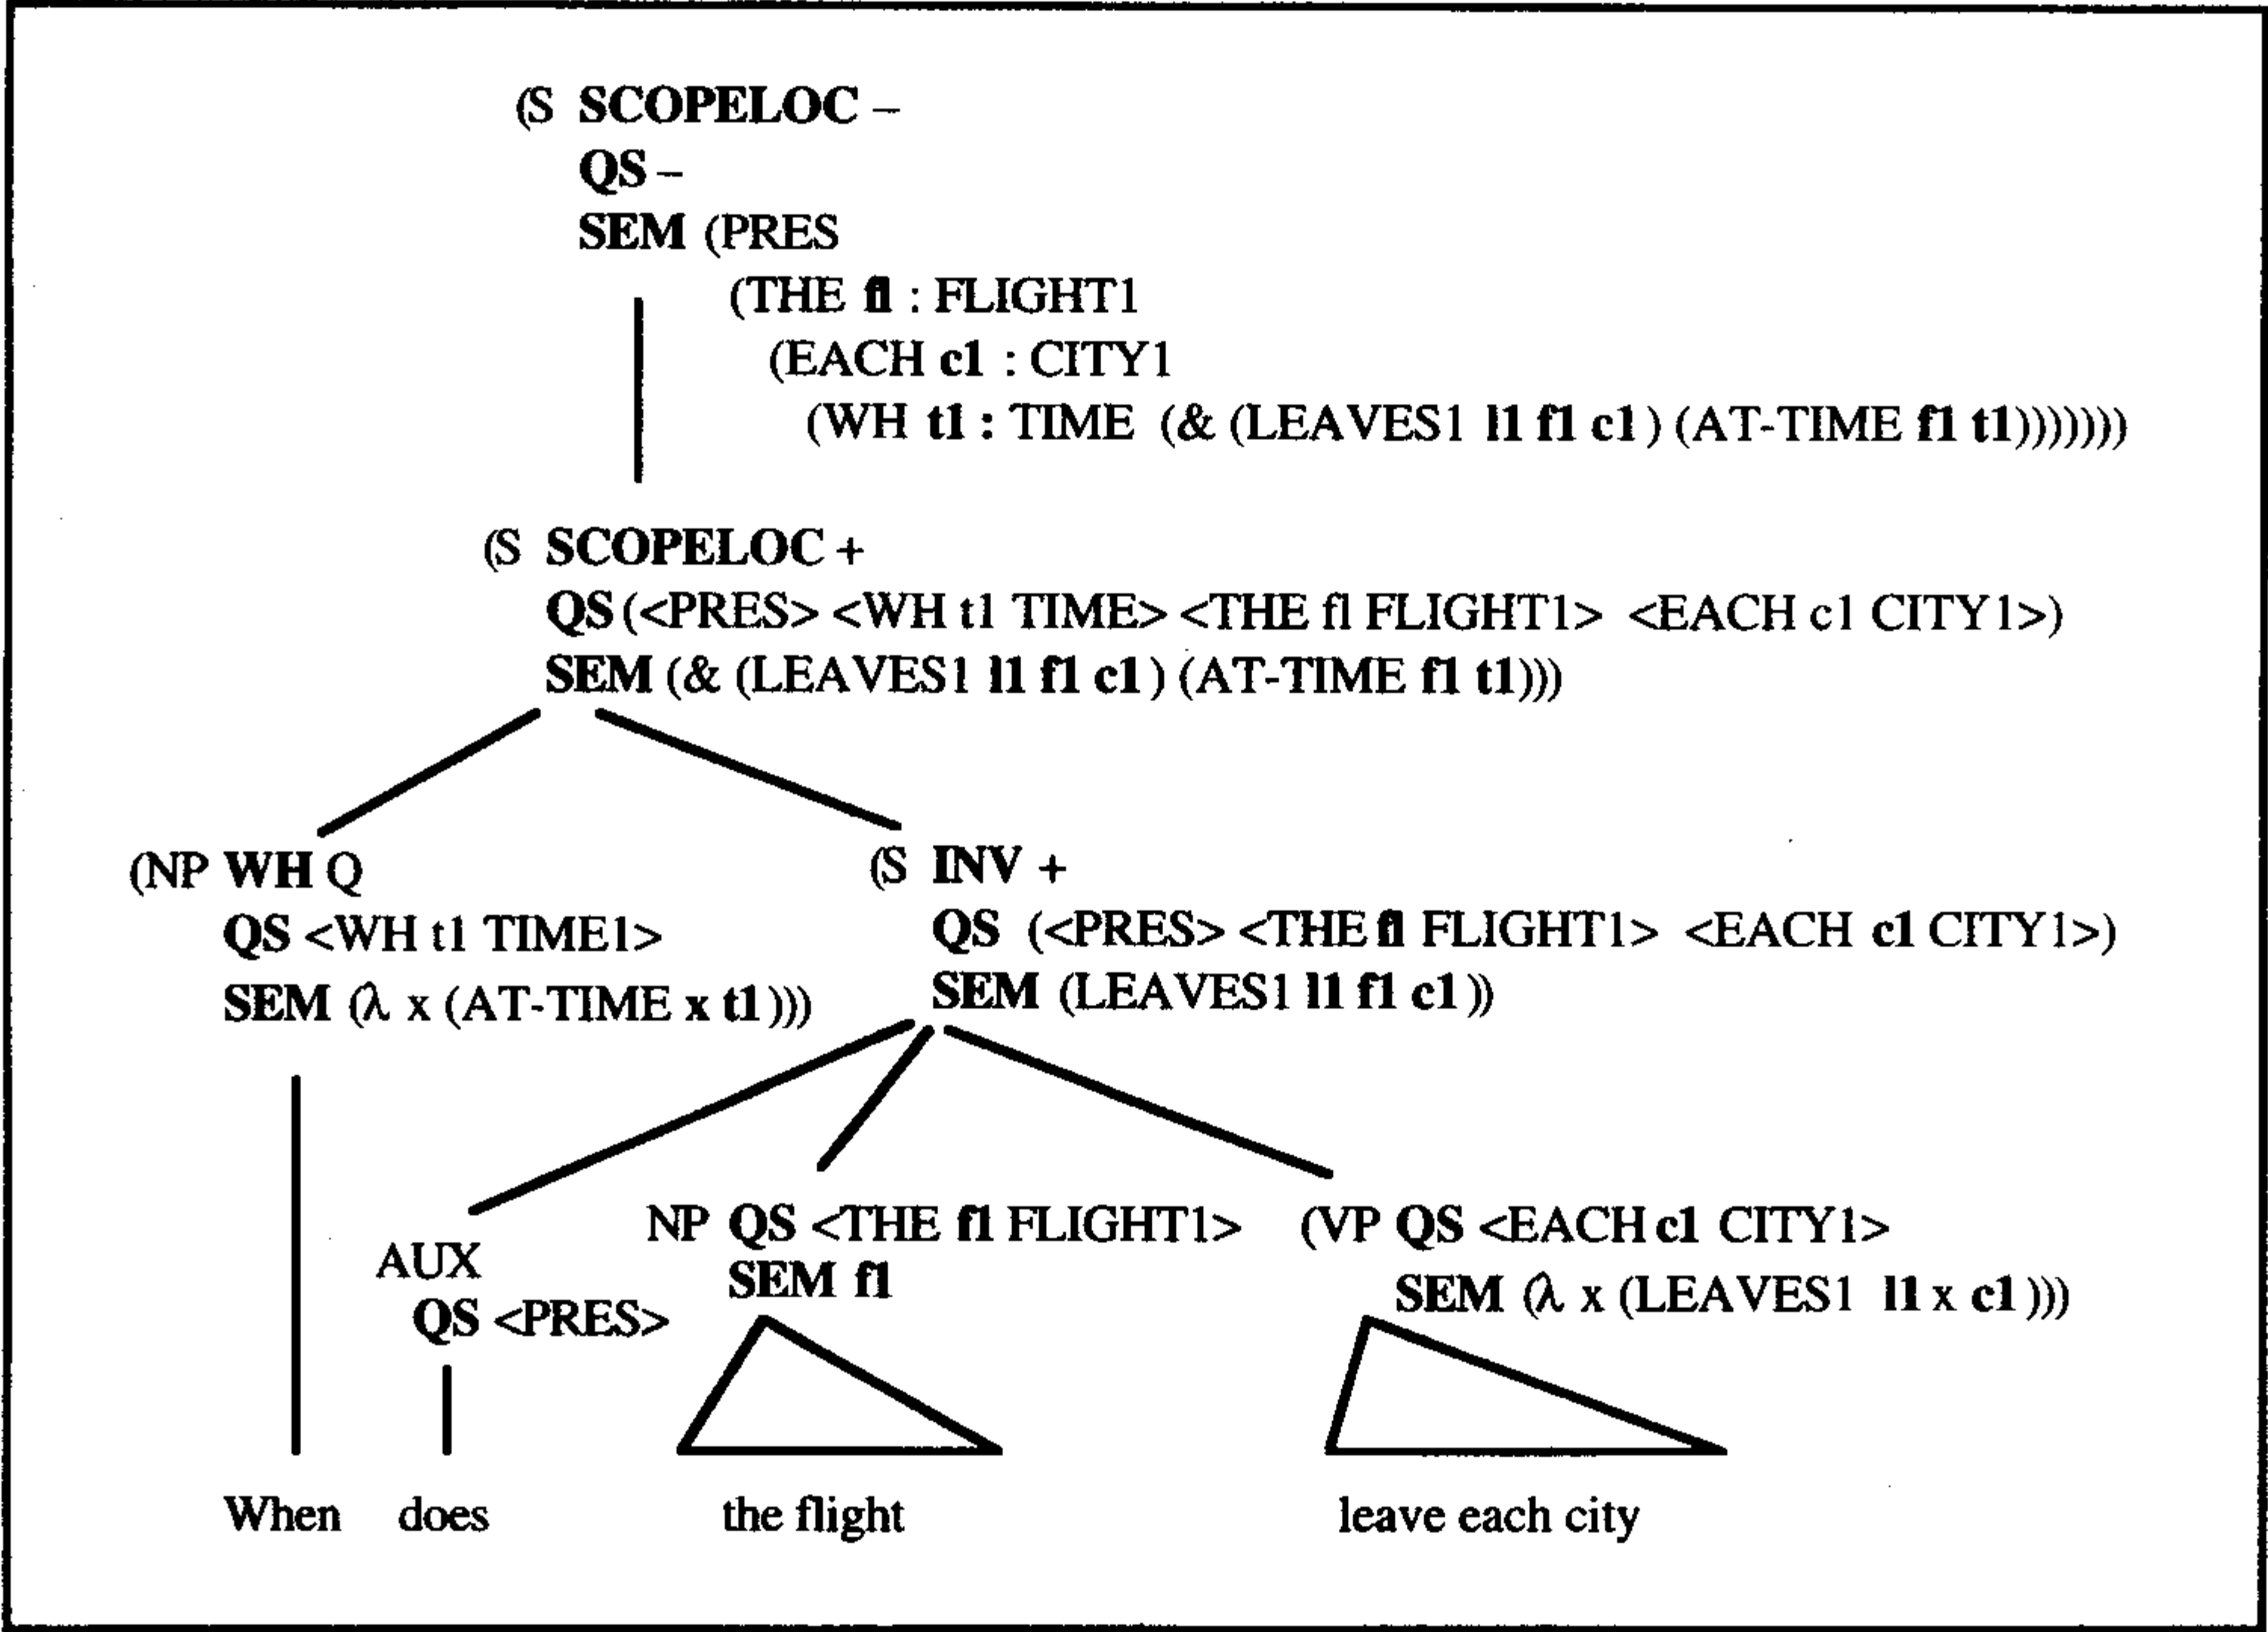 (S SCOPELOC –
QS –
SEM (PRES
(THE f1 : FLIGHT1
(EACH c1 : CITY1
(WH t1 : TIME (& (LEAVES1 l1 f1 c1) (AT-TIME f1 t1)))))))
(S SCOPELOC +
QS (<PRES> <WH t1 TIME> <THE f1 FLIGHT1> <EACH c1 CITY1>)
SEM (& (LEAVES1 l1 f1 c1) (AT-TIME f1 t1)))
(NP WH Q
QS <WH t1 TIME1>
SEM (λ x (AT-TIME x t1)))
(S INV +
QS (<PRES> <THE f1 FLIGHT1> <EACH c1 CITY1>)
SEM (LEAVES1 l1 f1 c1))
AUX
QS <PRES>
NP QS <THE f1 FLIGHT1>
SEM f1
(VP QS <EACH c1 CITY1>
SEM (λ x (LEAVES1 l1 x c1)))
When does the flight leave each city